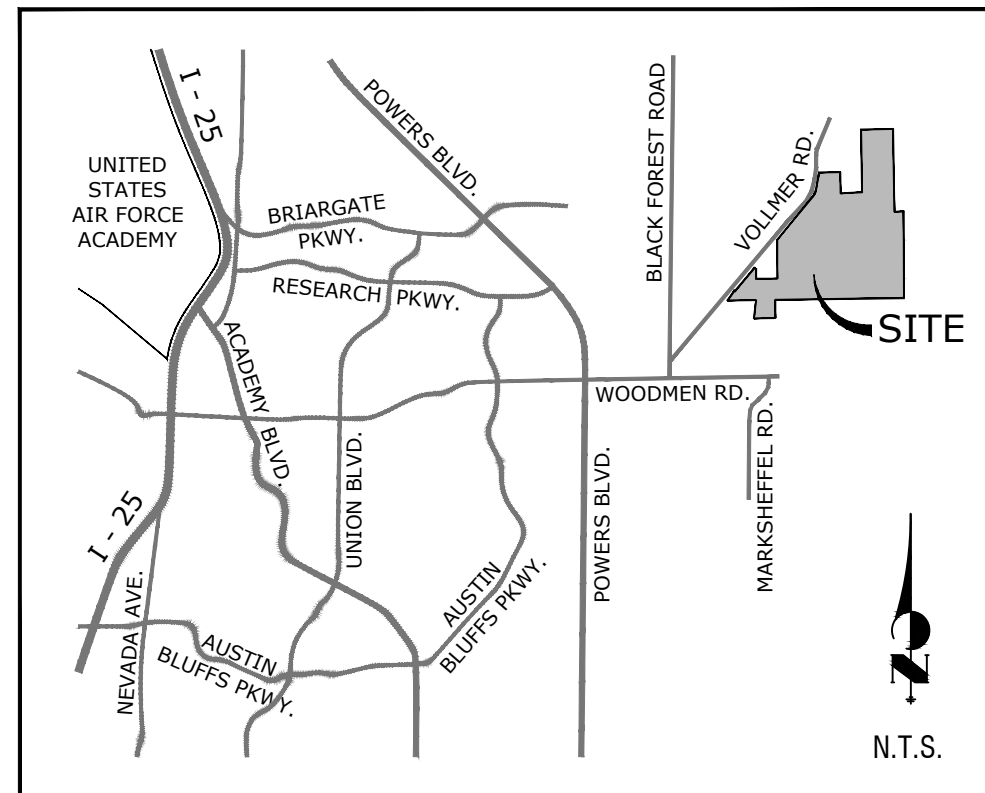 I - 25
POWERS BLVD.
BLACK FOREST ROAD
VOLLMER RD.
UNITED
STATES
AIR FORCE
ACADEMY
BRIARGATE
PKWY.
RESEARCH PKWY.
SITE
ACADEMY BLVD.
WOODMEN RD.
UNION BLVD.
POWERS BLVD.
MARKSHEFFEL RD.
I - 25
NEVADA AVE.
AUSTIN
BLUFFS PKWY.
AUSTIN
BLUFFS PKWY.
N
N.T.S.